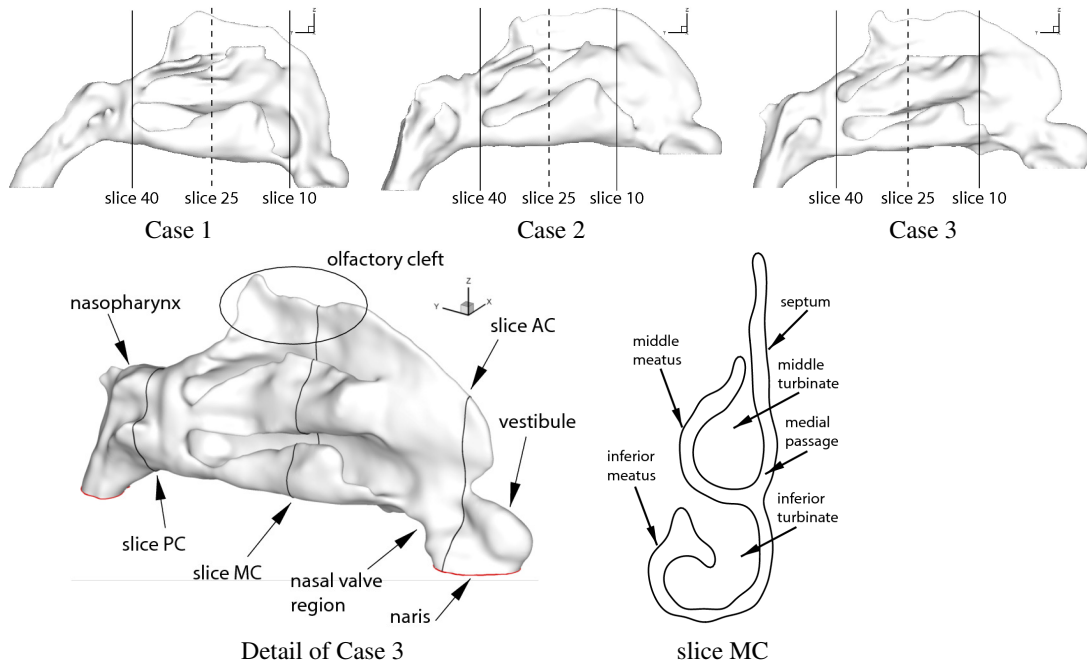 Z
Y
Z
Y
Z
Y
slice 40 slice 25 slice 10
slice 40 slice 25 slice 10
slice 40 slice 25 slice 10
Case 1
Case 2
Case 3
olfactory cleft
nasopharynx
Z
Y
X
slice AC
vestibule
slice PC
slice MC
nasal valve
region
naris
Detail of Case 3
septum
middle
meatus
middle
turbinate
medial
passage
inferior
meatus
inferior
turbinate
slice MC